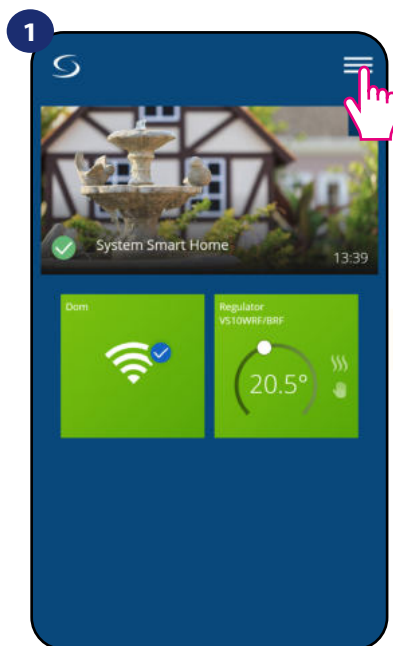 1
System Smart Home
13:39
Dom
Regulator
VS10WRF/BRF
20.5°